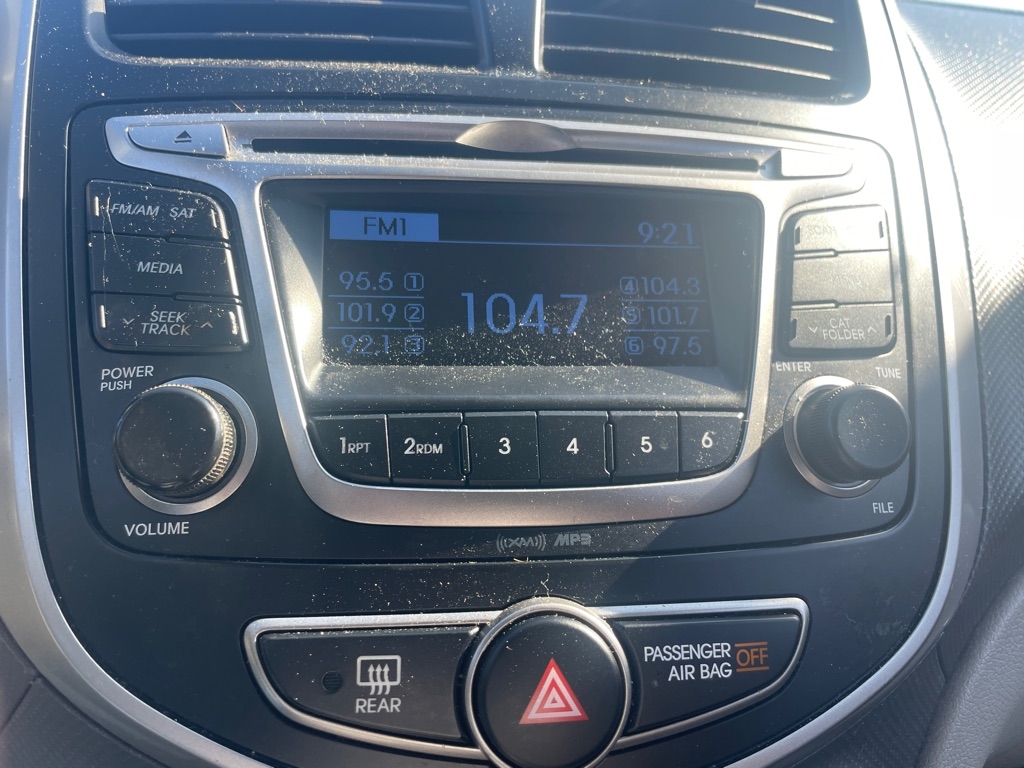 FM/AM SAT
MEDIA
SEEK
TRACK
POWER
PUSH
VOLUME
FM1 9:21
95.5 1
101.9 2
92.1 3
104.7
4 104.3
5 101.7
6 97.5
SCAN
CAT
FOLDER
ENTER
TUNE
FILE
1RPT 2RDM 3 4 5 6
((XM)) MP3
REAR
PASSENGER
AIR BAG
OFF